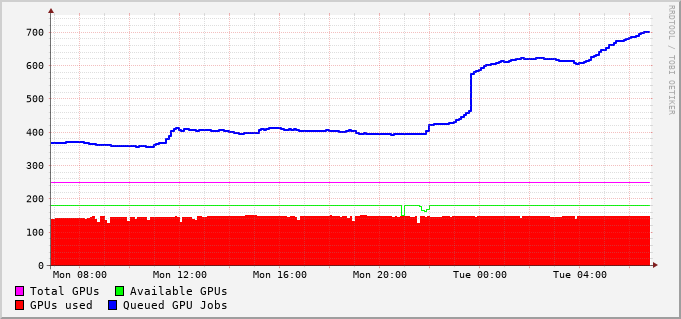 700
600
500
400
300
200
100
0
Mon 08:00 Mon 12:00 Mon 16:00 Mon 20:00 Tue 00:00 Tue 04:00
Total GPUs Available GPUs
GPUs used Queued GPU Jobs
RRDTOOL / TOBI OETIKER